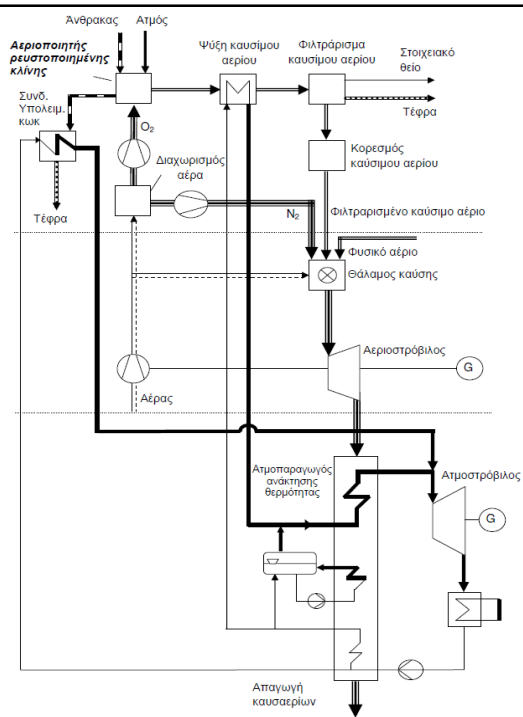 Άνθρακας
Ατμός
Αεριοποιητής
ρευστοποιημένης
κλίνης
Ψύξη καυσίμου
αερίου
Φιλτράρισμα
καυσίμου αερίου
Στοιχειακό
θείο
Τέφρα
Συνδ.
Υπολειμ.
κωκ
O2
Διαχωρισμός
αέρα
Κορεσμός
καύσιμου αερίου
Τέφρα
N2
Φιλτραρισμένο καύσιμο αέριο
Φυσικό αέριο
Θάλαμος καύσης
Αεριοστρόβιλος
G
Αέρας
Ατμοπαραγωγός
ανάκτησης
θερμότητας
Ατμοστρόβιλος
G
Απαγωγή
καυσαερίων